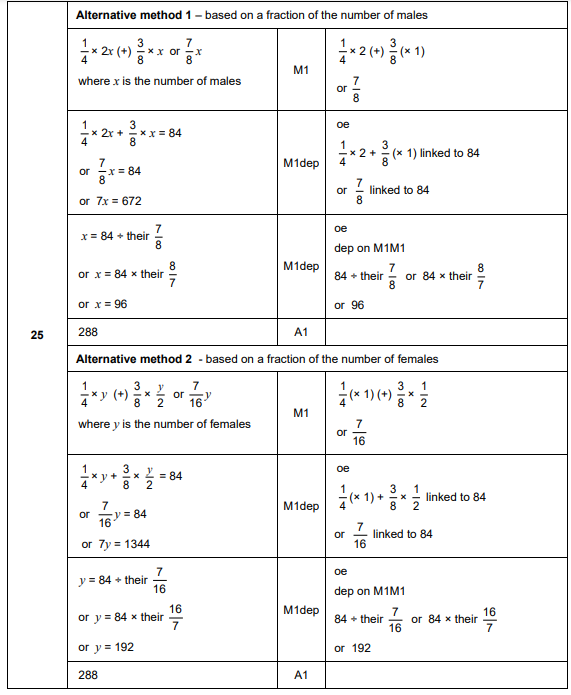 Alternative method 1 – based on a fraction of the number of males
1/4 × 2x (+) 3/8 × x or 7/8 x
where x is the number of males
M1
1/4 × 2 (+) 3/8 (× 1)
or 7/8
1/4 × 2x + 3/8 × x = 84
or 7/8 x = 84
or 7x = 672
M1dep
oe
1/4 × 2 + 3/8 (× 1) linked to 84
or 7/8 linked to 84
x = 84 ÷ their 7/8
or x = 84 × their 8/7
or x = 96
M1dep
oe
dep on M1M1
84 ÷ their 7/8 or 84 × their 8/7
or 96
25
288
A1
Alternative method 2 - based on a fraction of the number of females
1/4 × y (+) 3/8 × y/2 or 7/16 y
where y is the number of females
M1
1/4 (× 1) (+) 3/8 × 1/2
or 7/16
1/4 × y + 3/8 × y/2 = 84
or 7/16 y = 84
or 7y = 1344
M1dep
oe
1/4 (× 1) + 3/8 × 1/2 linked to 84
or 7/16 linked to 84
y = 84 ÷ their 7/16
or y = 84 × their 16/7
or y = 192
M1dep
oe
dep on M1M1
84 ÷ their 7/16 or 84 × their 16/7
or 192
288
A1